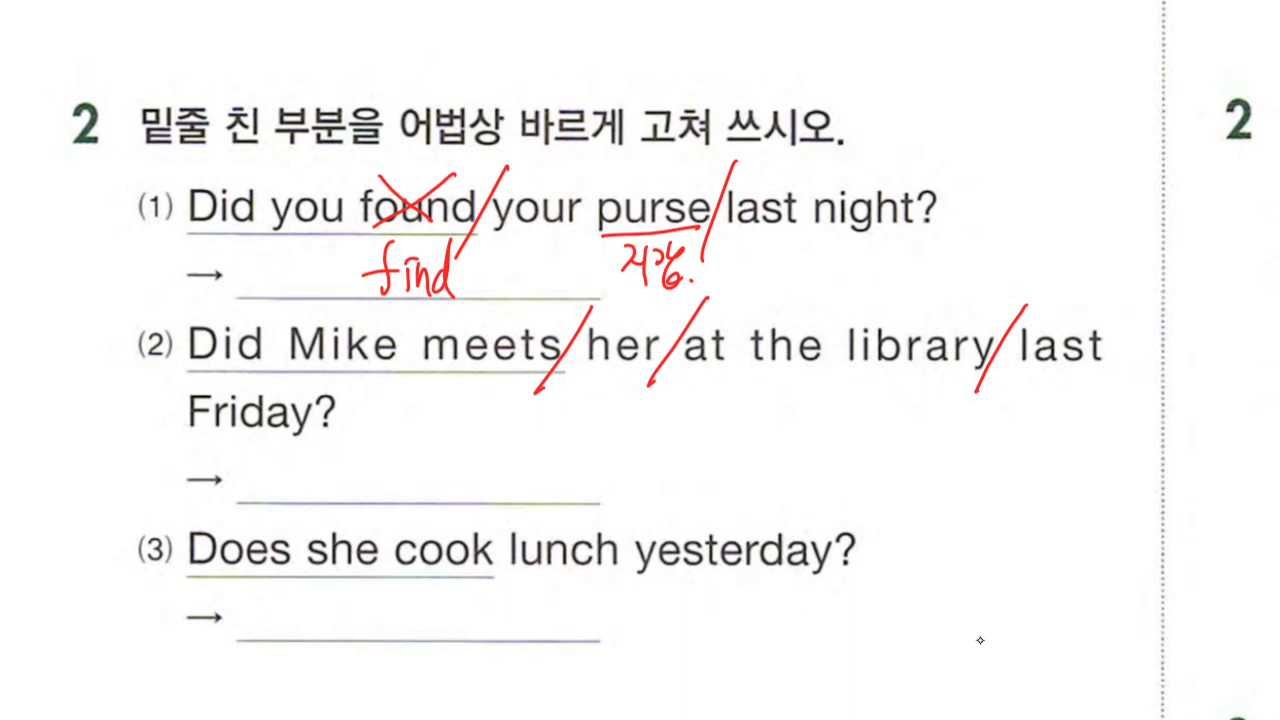 2 밑줄 친 부분을 어법상 바르게 고쳐 쓰시오. 2
(1) Did you found your purse last night?
→ find 지갑.
(2) Did Mike meets her at the library last
Friday?
→
(3) Does she cook lunch yesterday?
→